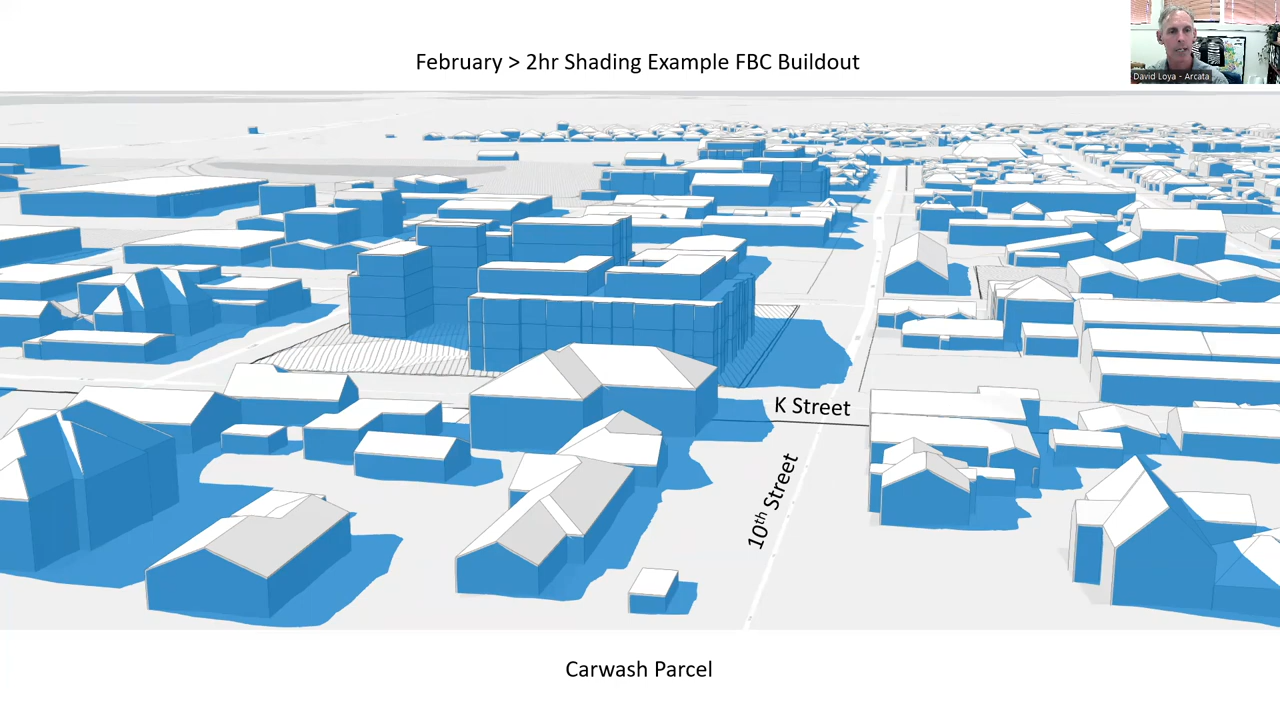 February > 2hr Shading Example FBC Buildout
David Loya - Arcata
K Street
10th Street
Carwash Parcel